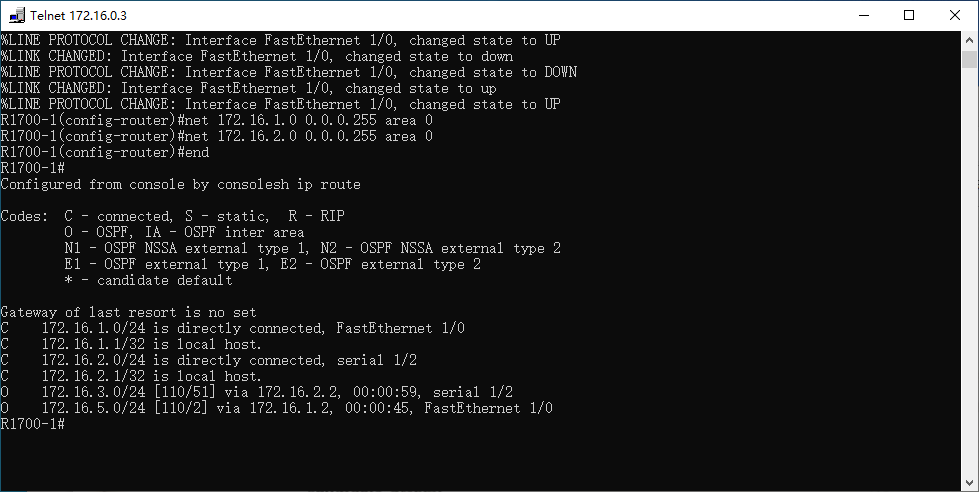 Telnet 172.16.0.3
%LINE PROTOCOL CHANGE: Interface FastEthernet 1/0, changed state to UP
%LINK CHANGED: Interface FastEthernet 1/0, changed state to down
%LINE PROTOCOL CHANGE: Interface FastEthernet 1/0, changed state to DOWN
%LINK CHANGED: Interface FastEthernet 1/0, changed state to up
%LINE PROTOCOL CHANGE: Interface FastEthernet 1/0, changed state to UP
R1700-1(config-router)#net 172.16.1.0 0.0.0.255 area 0
R1700-1(config-router)#net 172.16.2.0 0.0.0.255 area 0
R1700-1(config-router)#end
R1700-1#
Configured from console by consolesh ip route
Codes:  C - connected, S - static,  R - RIP
        O - OSPF, IA - OSPF inter area
        N1 - OSPF NSSA external type 1, N2 - OSPF NSSA external type 2
        E1 - OSPF external type 1, E2 - OSPF external type 2
        * - candidate default
Gateway of last resort is no set
C    172.16.1.0/24 is directly connected, FastEthernet 1/0
C    172.16.1.1/32 is local host.
C    172.16.2.0/24 is directly connected, serial 1/2
C    172.16.2.1/32 is local host.
O    172.16.3.0/24 [110/51] via 172.16.2.2, 00:00:59, serial 1/2
O    172.16.5.0/24 [110/2] via 172.16.1.2, 00:00:45, FastEthernet 1/0
R1700-1#